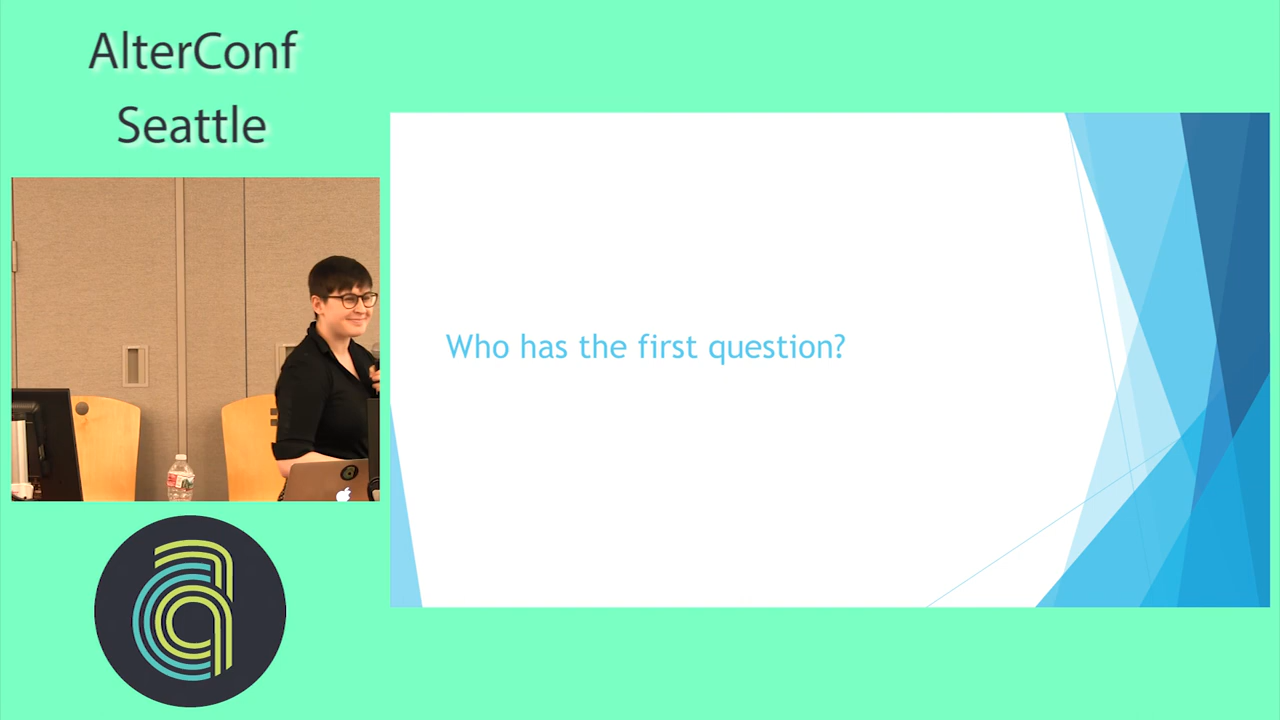 AlterConf
Seattle
Who has the first question?